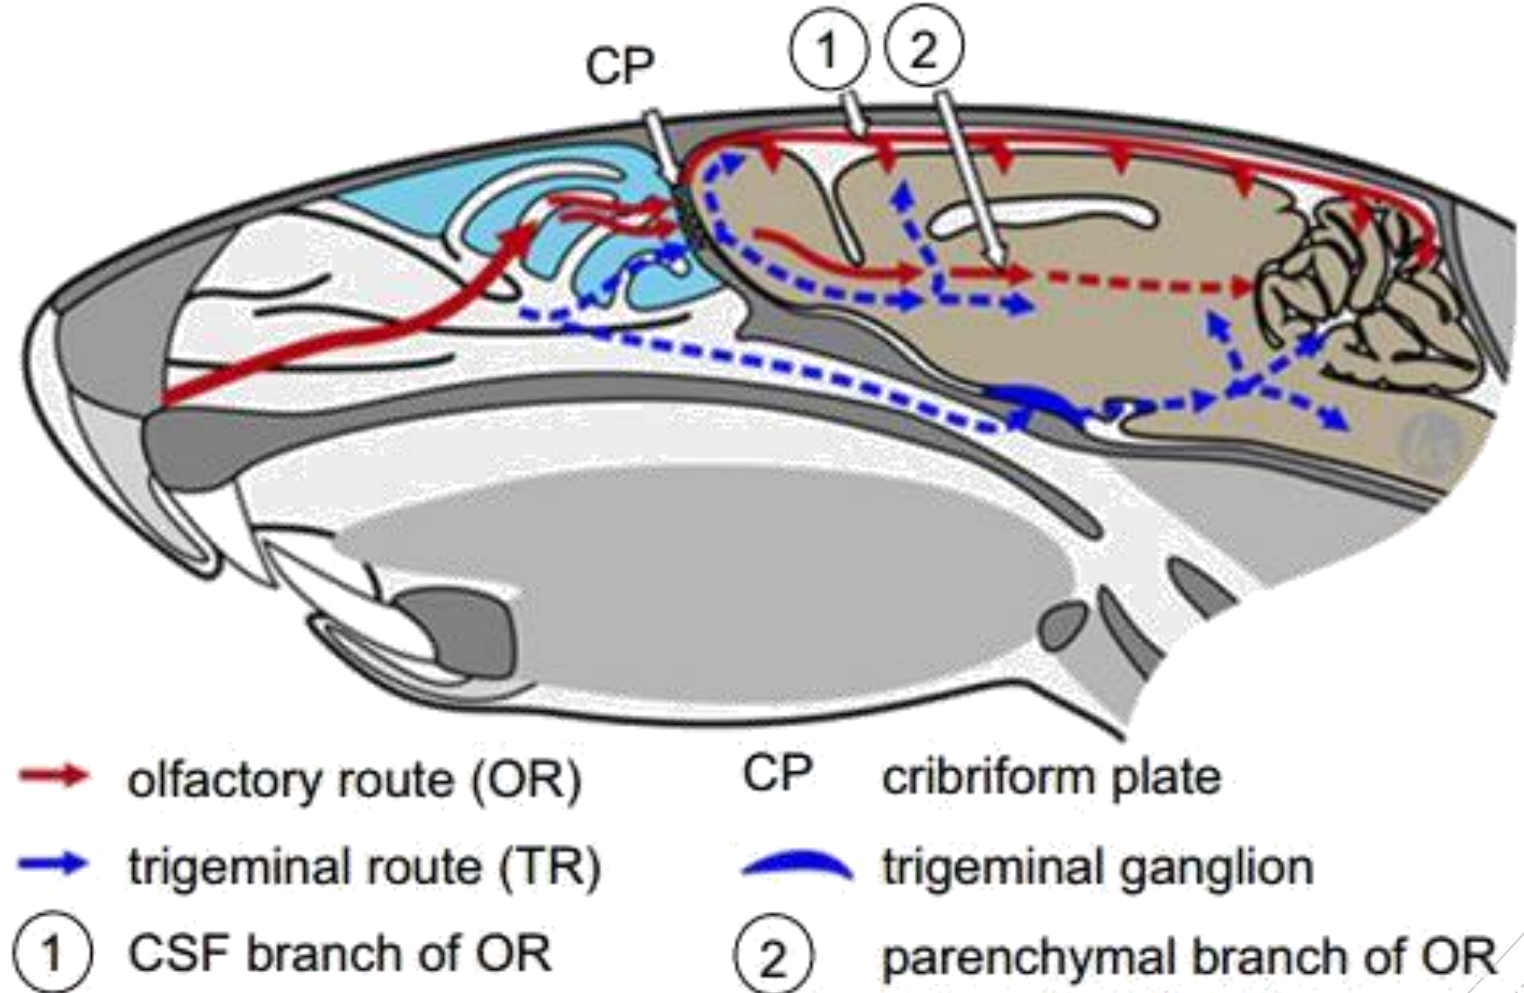 CP
1 2
olfactory route (OR)
CP cribriform plate
trigeminal route (TR)
trigeminal ganglion
1 CSF branch of OR
2 parenchymal branch of OR